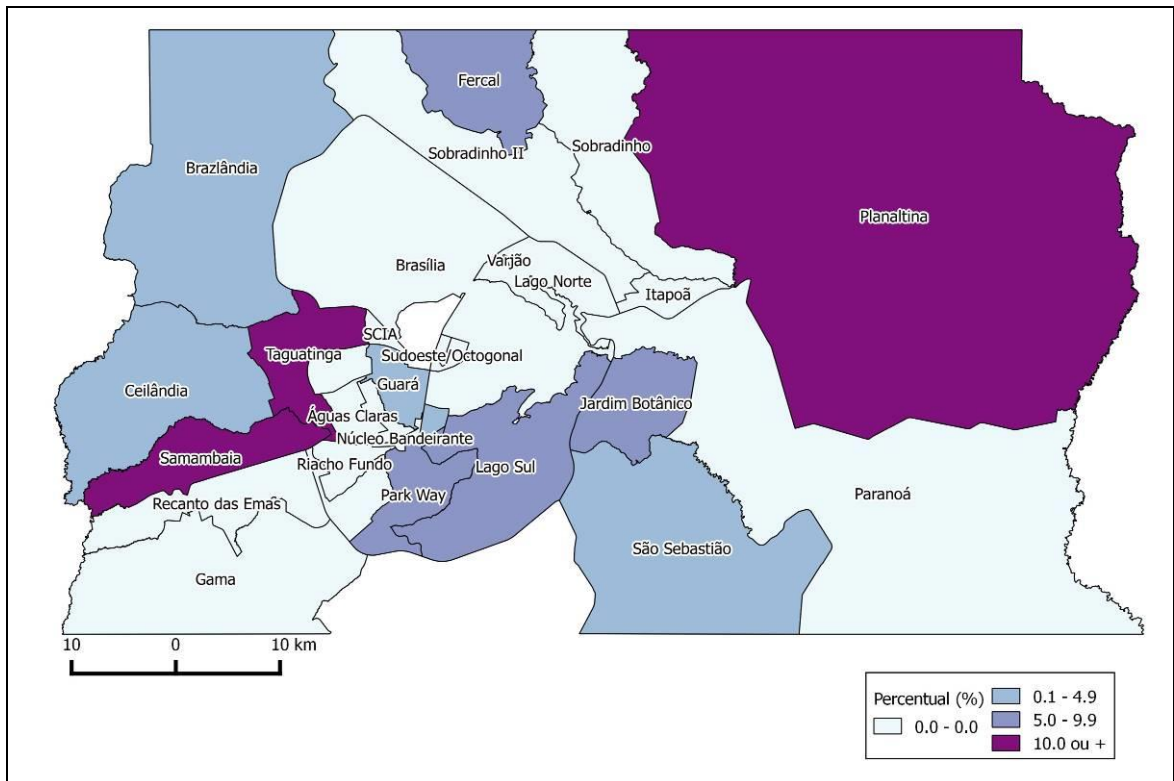 Fercal
Sobradinho
Sobradinho II
Brazlândia
Planaltina
Brasília
Varjão
Lago Norte
Itapoã
SCIA
Taguatinga
Sudoeste/Octogonal
Guará
Ceilândia
Jardim Botânico
Águas Claras
Núcleo Bandeirante
Samambaia
Riacho Fundo
Lago Sul
Park Way
Paranoá
Recanto das Emas
São Sebastião
Gama
10 0 10 km
Percentual (%)
0.0 - 0.0
0.1 - 4.9
5.0 - 9.9
10.0 ou +